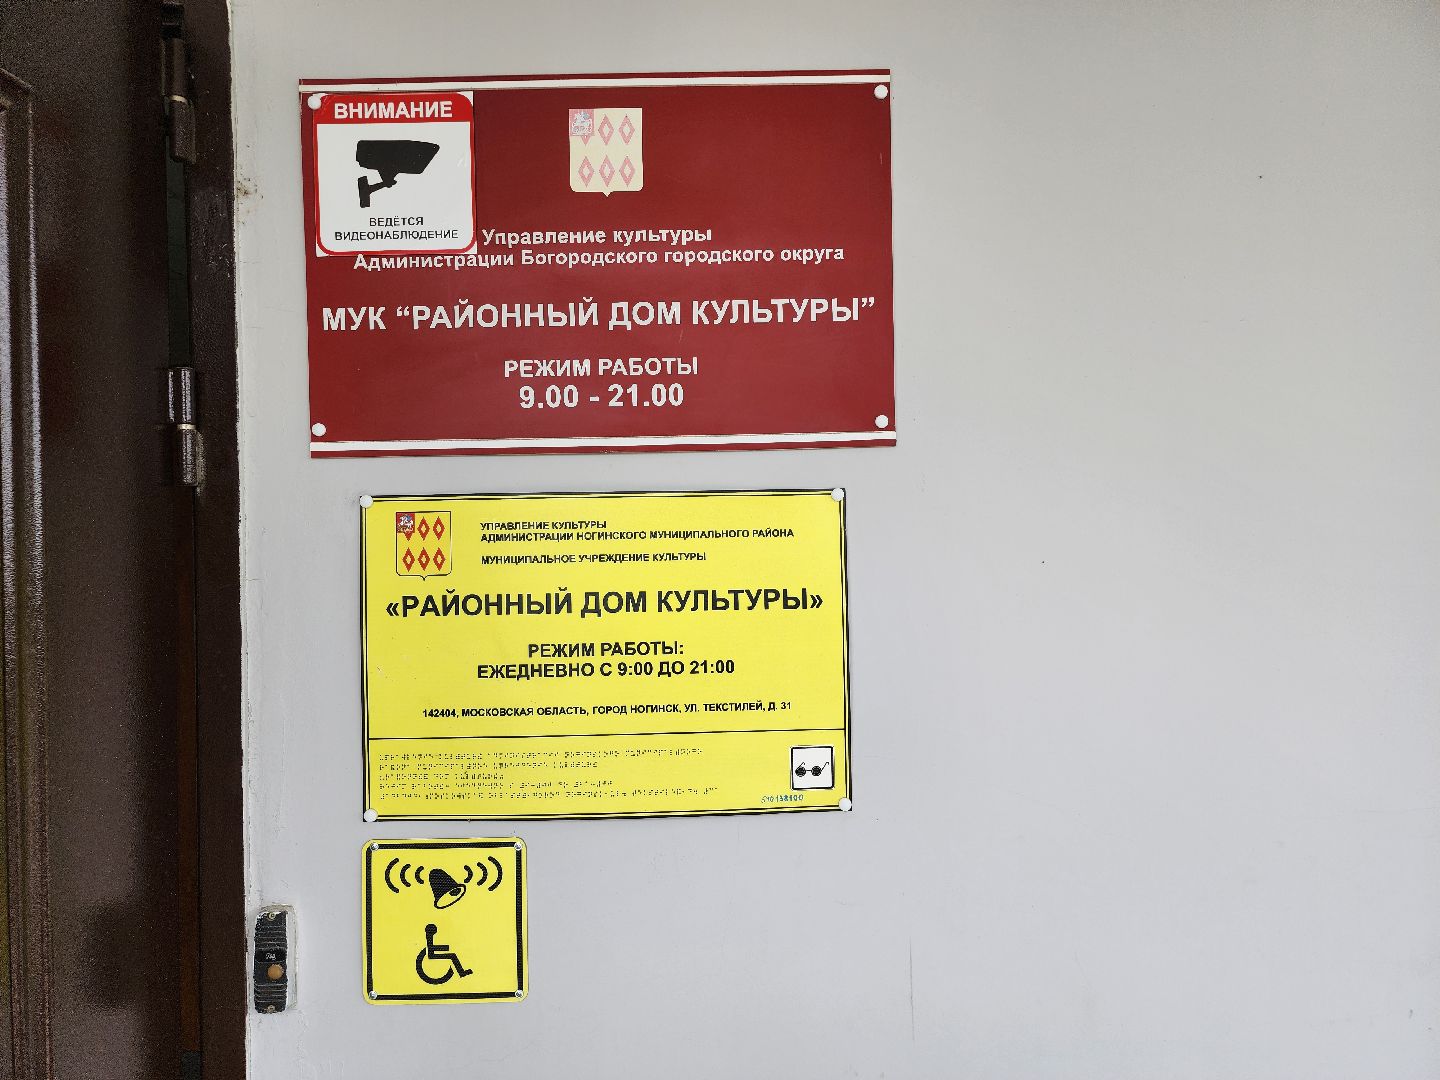 ВНИМАНИЕ
ВЕДЁТСЯ
ВИДЕОНАБЛЮДЕНИЕ
Управление культуры
Администрации Богородского городского округа
МУК “РАЙОННЫЙ ДОМ КУЛЬТУРЫ”
РЕЖИМ РАБОТЫ
9.00 - 21.00
УПРАВЛЕНИЕ КУЛЬТУРЫ
АДМИНИСТРАЦИИ НОГИНСКОГО МУНИЦИПАЛЬНОГО РАЙОНА
МУНИЦИПАЛЬНОЕ УЧРЕЖДЕНИЕ КУЛЬТУРЫ
«РАЙОННЫЙ ДОМ КУЛЬТУРЫ»
РЕЖИМ РАБОТЫ:
ЕЖЕДНЕВНО С 9:00 ДО 21:00
142404, МОСКОВСКАЯ ОБЛАСТЬ, ГОРОД НОГИНСК, УЛ. ТЕКСТИЛЕЙ, Д. 31